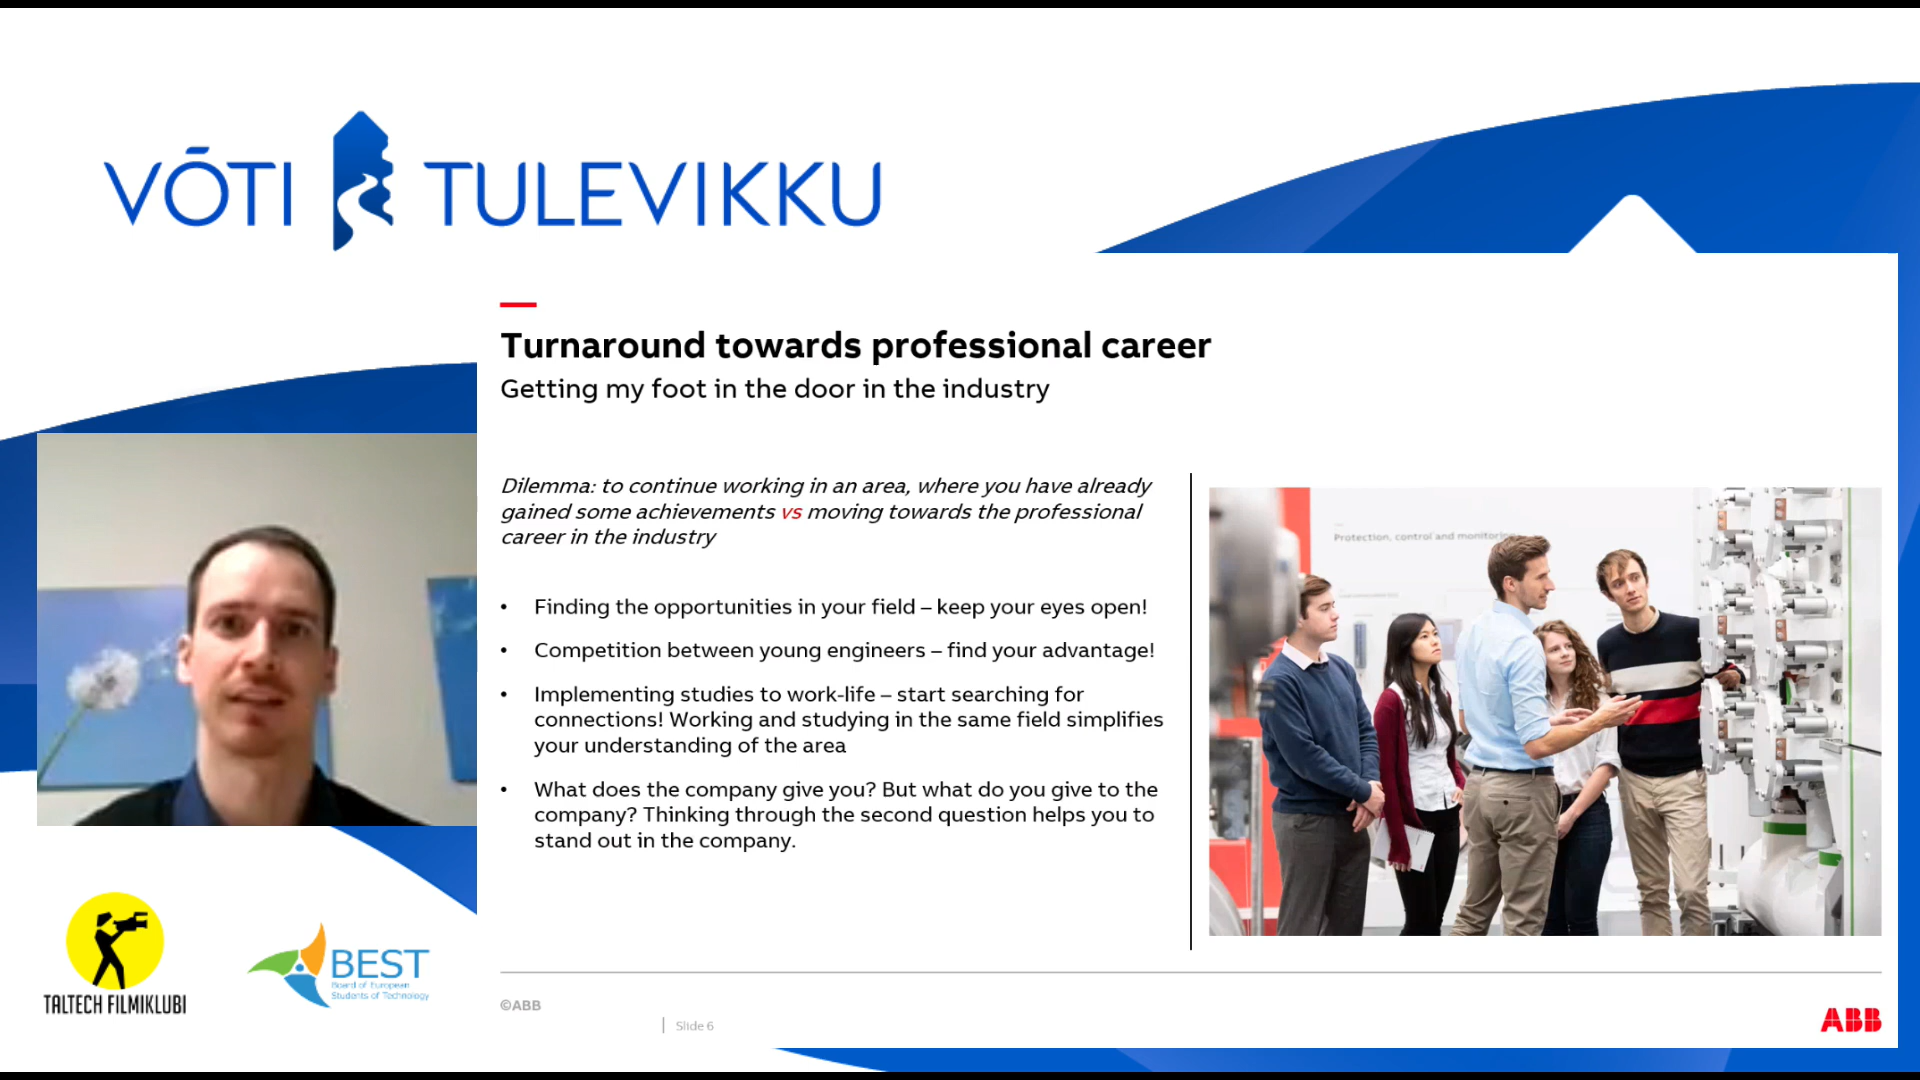 VÕTI TULEVIKKU
Turnaround towards professional career
Getting my foot in the door in the industry
Dilemma: to continue working in an area, where you have already
gained some achievements vs moving towards the professional
career in the industry
• Finding the opportunities in your field – keep your eyes open!
• Competition between young engineers – find your advantage!
• Implementing studies to work-life – start searching for
connections! Working and studying in the same field simplifies
your understanding of the area
• What does the company give you? But what do you give to the
company? Thinking through the second question helps you to
stand out in the company.
Protection, control and monitoring
TALTECH FILMIKLUBI
BEST
Board of European
Students of Technology
©ABB
Slide 6
ABB